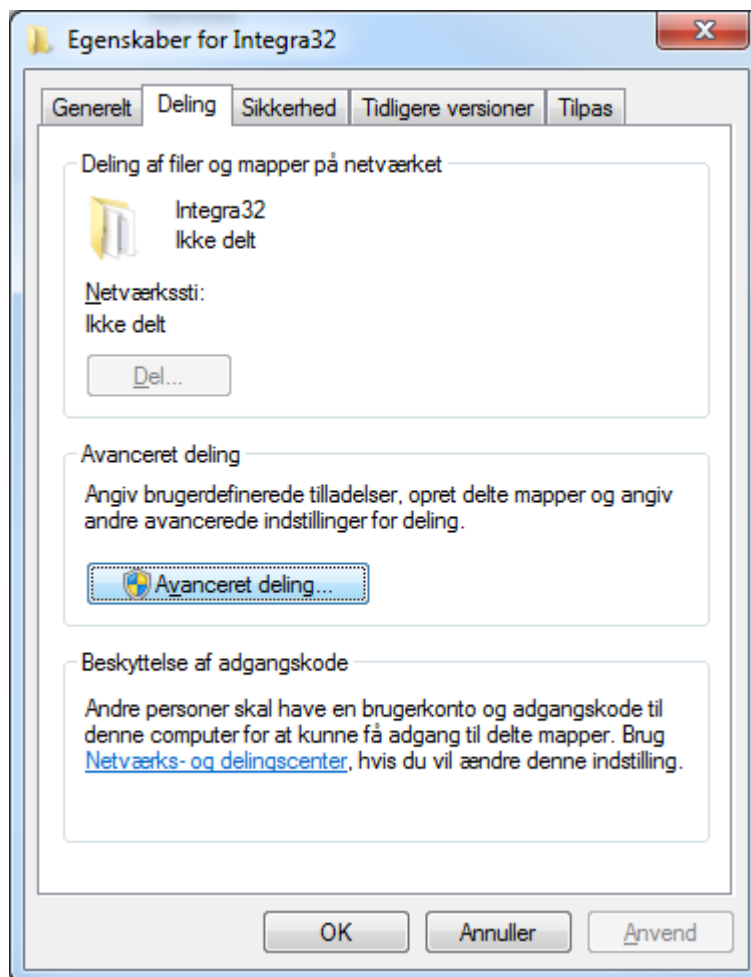 Egenskaber for Integra32
Generelt Deling Sikkerhed Tidligere versioner Tilpas
Deling af filer og mapper på netværket
Integra32
Ikke delt
Netværkssti:
Ikke delt
Del...
Avanceret deling
Angiv brugerdefinerede tilladelser, opret delte mapper og angiv
andre avancerede indstillinger for deling.
Avanceret deling...
Beskyttelse af adgangskode
Andre personer skal have en brugerkonto og adgangskode til
denne computer for at kunne få adgang til delte mapper. Brug
Netværks- og delingscenter, hvis du vil ændre denne indstilling.
OK Annuller Anvend